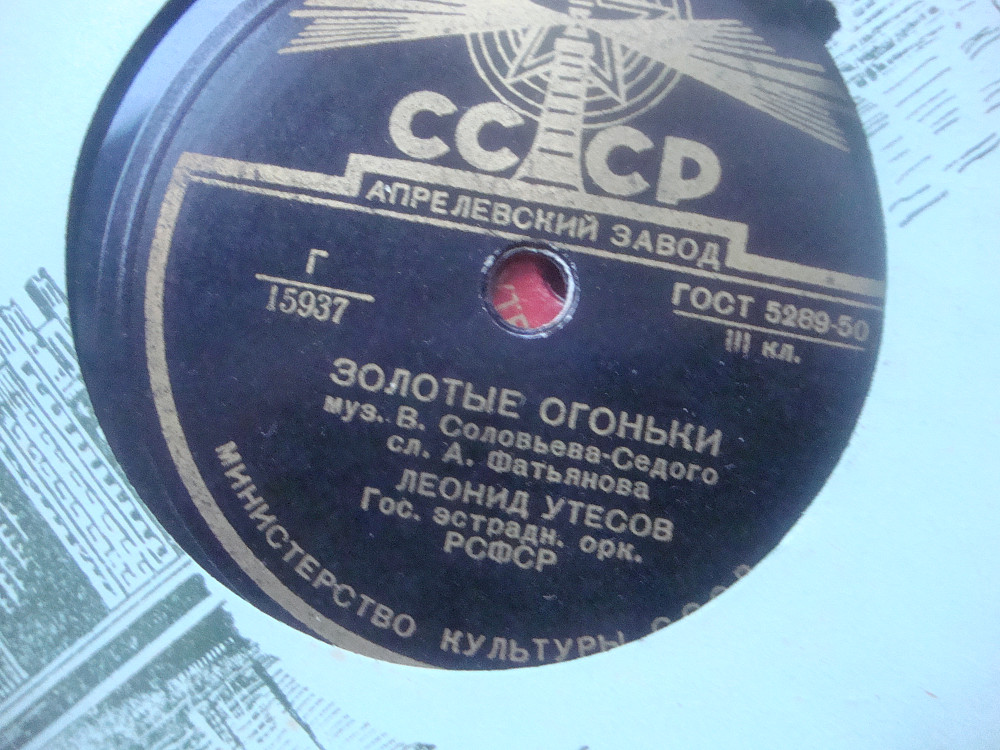 СССР
АПРЕЛЕВСКИЙ ЗАВОД
Г
15937
ГОСТ 5289-50
III кл.
ЗОЛОТЫЕ ОГОНЬКИ
муз. В. Соловьева-Седого
сл. А. Фатьянова
ЛЕОНИД УТЕСОВ
Гос. эстрадн. орк.
РСФСР
МИНИСТЕРСТВО КУЛЬТУРЫ